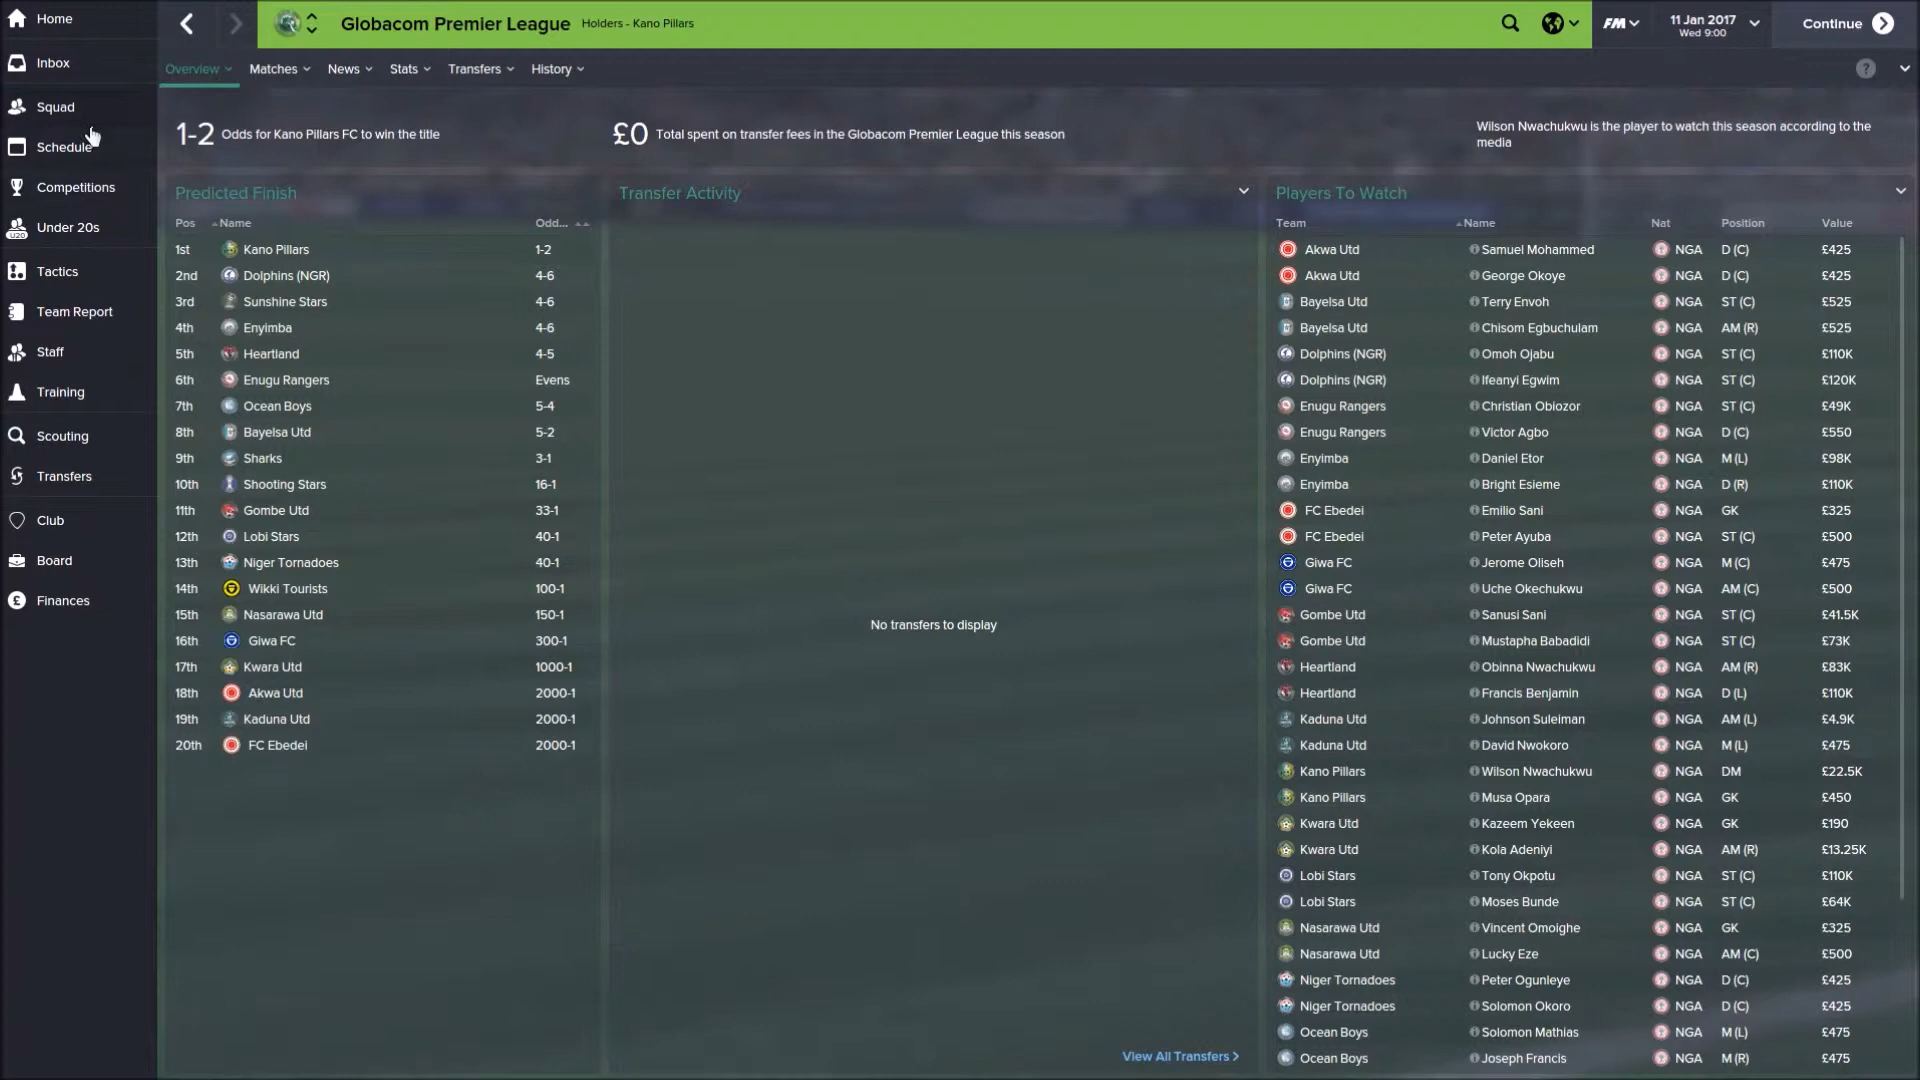 Home
Inbox
Squad
Schedule
Competitions
Under 20s
Tactics
Team Report
Staff
Training
Scouting
Transfers
Club
Board
Finances
Globacom Premier League Holders - Kano Pillars
FM 11 Jan 2017 Continue
Wed 9:00
Overview Matches News Stats Transfers History ?
1-2 Odds for Kano Pillars FC to win the title
£0 Total spent on transfer fees in the Globacom Premier League this season
Wilson Nwachukwu is the player to watch this season according to the
media
Predicted Finish
Pos Name Odd...
1st Kano Pillars 1-2
2nd Dolphins (NGR) 4-6
3rd Sunshine Stars 4-6
4th Enyimba 4-6
5th Heartland 4-5
6th Enugu Rangers Evens
7th Ocean Boys 5-4
8th Bayelsa Utd 5-2
9th Sharks 3-1
10th Shooting Stars 16-1
11th Gombe Utd 33-1
12th Lobi Stars 40-1
13th Niger Tornadoes 40-1
14th Wikki Tourists 100-1
15th Nasarawa Utd 150-1
16th Giwa FC 300-1
17th Kwara Utd 1000-1
18th Akwa Utd 2000-1
19th Kaduna Utd 2000-1
20th FC Ebedei 2000-1
Transfer Activity
No transfers to display
View All Transfers >
Players To Watch
Team Name Nat Position Value
Akwa Utd Samuel Mohammed NGA D (C) £425
Akwa Utd George Okoye NGA D (C) £425
Bayelsa Utd Terry Envoh NGA ST (C) £525
Bayelsa Utd Chisom Egbuchulam NGA AM (R) £525
Dolphins (NGR) Omoh Ojabu NGA ST (C) £110K
Dolphins (NGR) Ifeanyi Egwim NGA ST (C) £120K
Enugu Rangers Christian Obiozor NGA ST (C) £49K
Enugu Rangers Victor Agbo NGA D (C) £550
Enyimba Daniel Etor NGA M (L) £98K
Enyimba Bright Esieme NGA D (R) £110K
FC Ebedei Emilio Sani NGA GK £325
FC Ebedei Peter Ayuba NGA ST (C) £500
Giwa FC Jerome Oliseh NGA M (C) £475
Giwa FC Uche Okechukwu NGA AM (C) £500
Gombe Utd Sanusi Sani NGA ST (C) £41.5K
Gombe Utd Mustapha Babadidi NGA ST (C) £73K
Heartland Obinna Nwachukwu NGA AM (R) £83K
Heartland Francis Benjamin NGA D (L) £110K
Kaduna Utd Johnson Suleiman NGA AM (L) £4.9K
Kaduna Utd David Nwokoro NGA M (L) £475
Kano Pillars Wilson Nwachukwu NGA DM £22.5K
Kano Pillars Musa Opara NGA GK £450
Kwara Utd Kazeem Yekeen NGA GK £190
Kwara Utd Kola Adeniyi NGA AM (R) £13.25K
Lobi Stars Tony Okpotu NGA ST (C) £110K
Lobi Stars Moses Bunde NGA ST (C) £64K
Nasarawa Utd Vincent Omoighe NGA GK £325
Nasarawa Utd Lucky Eze NGA AM (C) £500
Niger Tornadoes Peter Ogunleye NGA D (C) £425
Niger Tornadoes Solomon Okoro NGA D (C) £425
Ocean Boys Solomon Mathias NGA M (L) £475
Ocean Boys Joseph Francis NGA M (R) £475